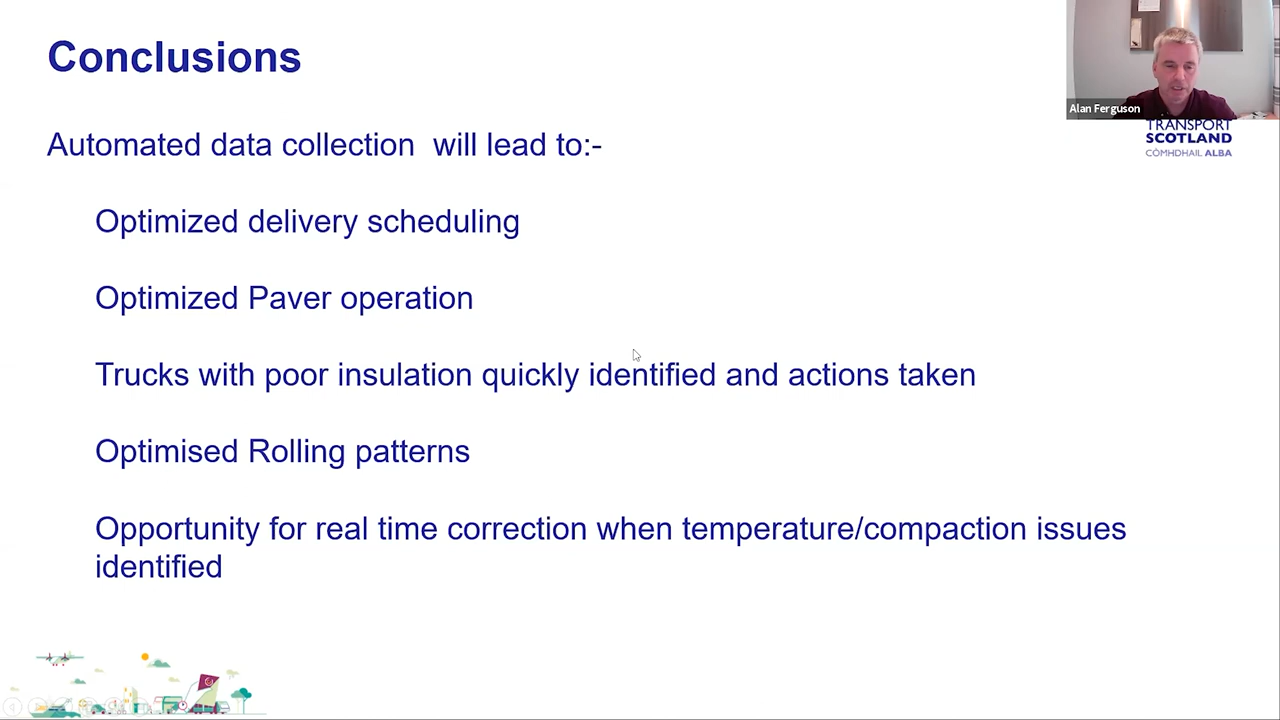 Conclusions
Alan Ferguson
TRANSPORT
SCOTLAND
CÒMHDHAIL ALBA
Automated data collection  will lead to:-
Optimized delivery scheduling
Optimized Paver operation
Trucks with poor insulation quickly identified and actions taken
Optimised Rolling patterns
Opportunity for real time correction when temperature/compaction issues
identified